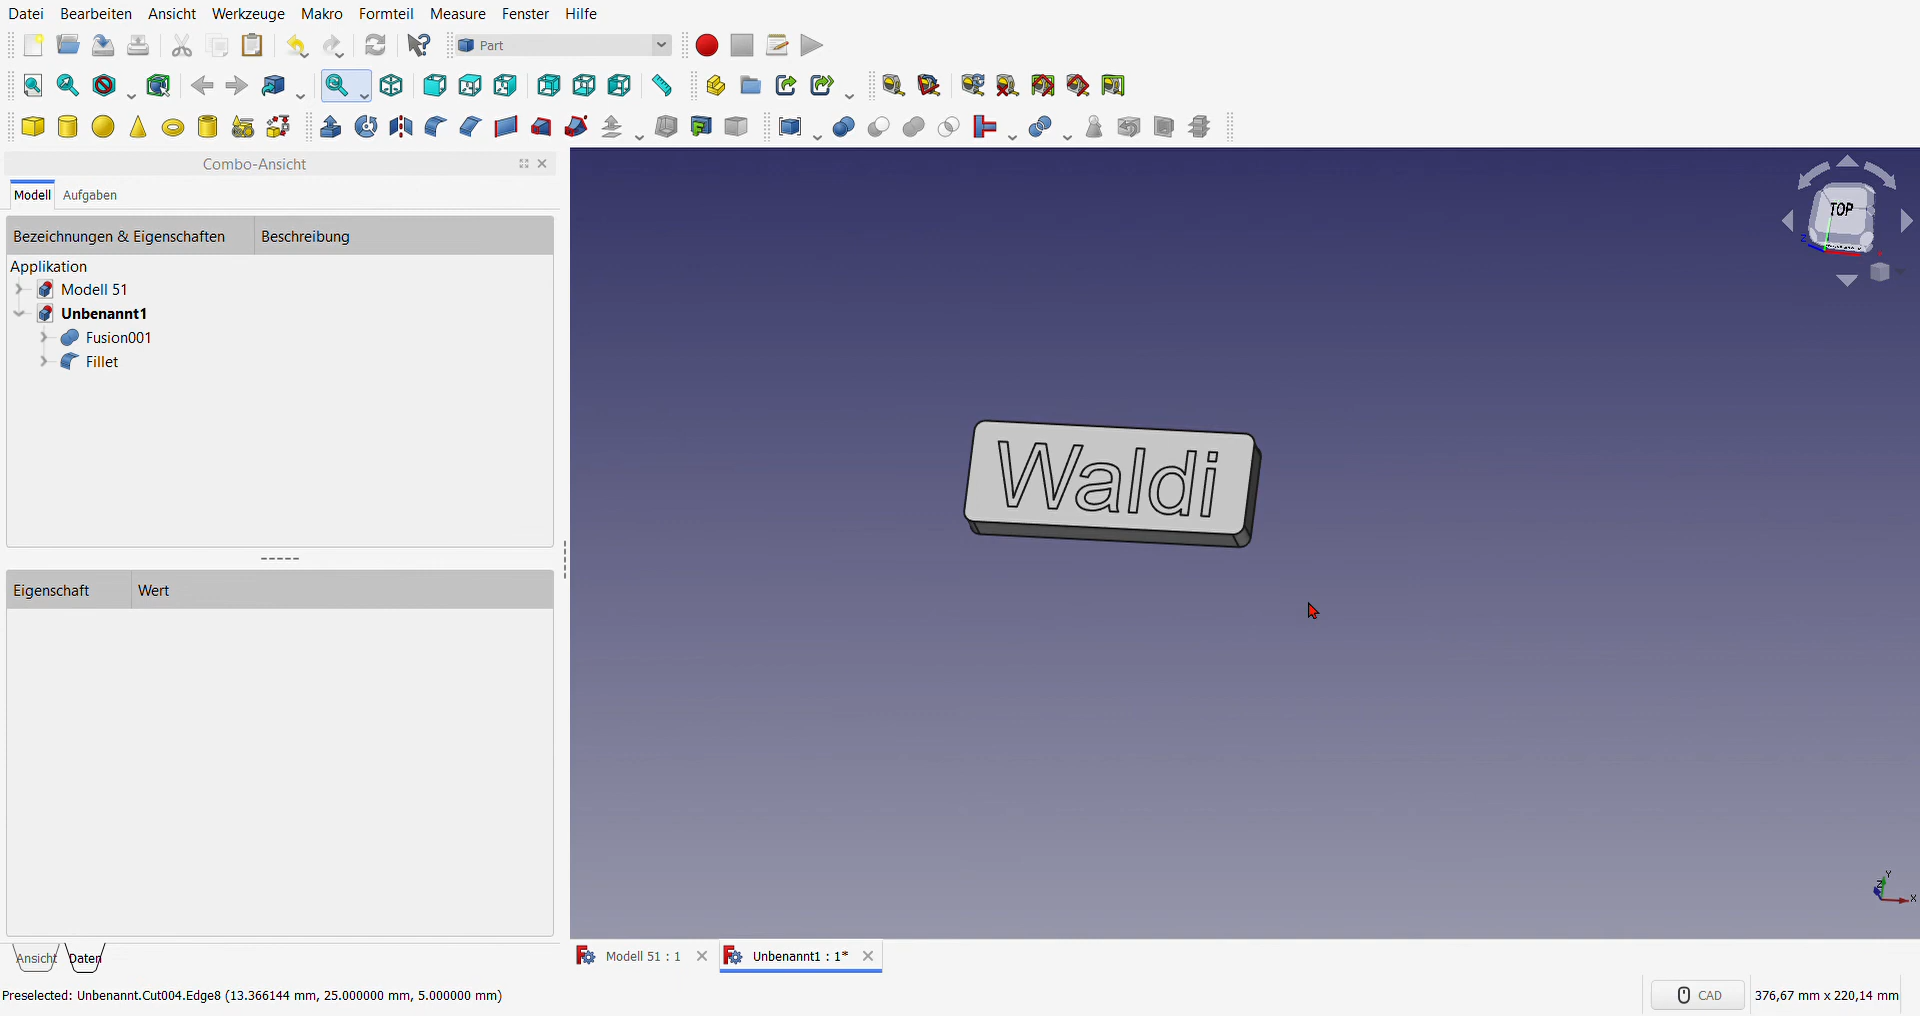 Datei Bearbeiten Ansicht Werkzeuge Makro Formteil Measure Fenster Hilfe
Part
Combo-Ansicht
Modell Aufgaben
Bezeichnungen & Eigenschaften Beschreibung
Applikation
Modell 51
Unbenannt1
Fusion001
Fillet
Eigenschaft Wert
Ansicht Daten
TOP
Waldi
Z Y X
Modell 51 : 1 Unbenannt1 : 1*
Preselected: Unbenannt.Cut004.Edge8 (13.366144 mm, 25.000000 mm, 5.000000 mm)
CAD 376,67 mm x 220,14 mm